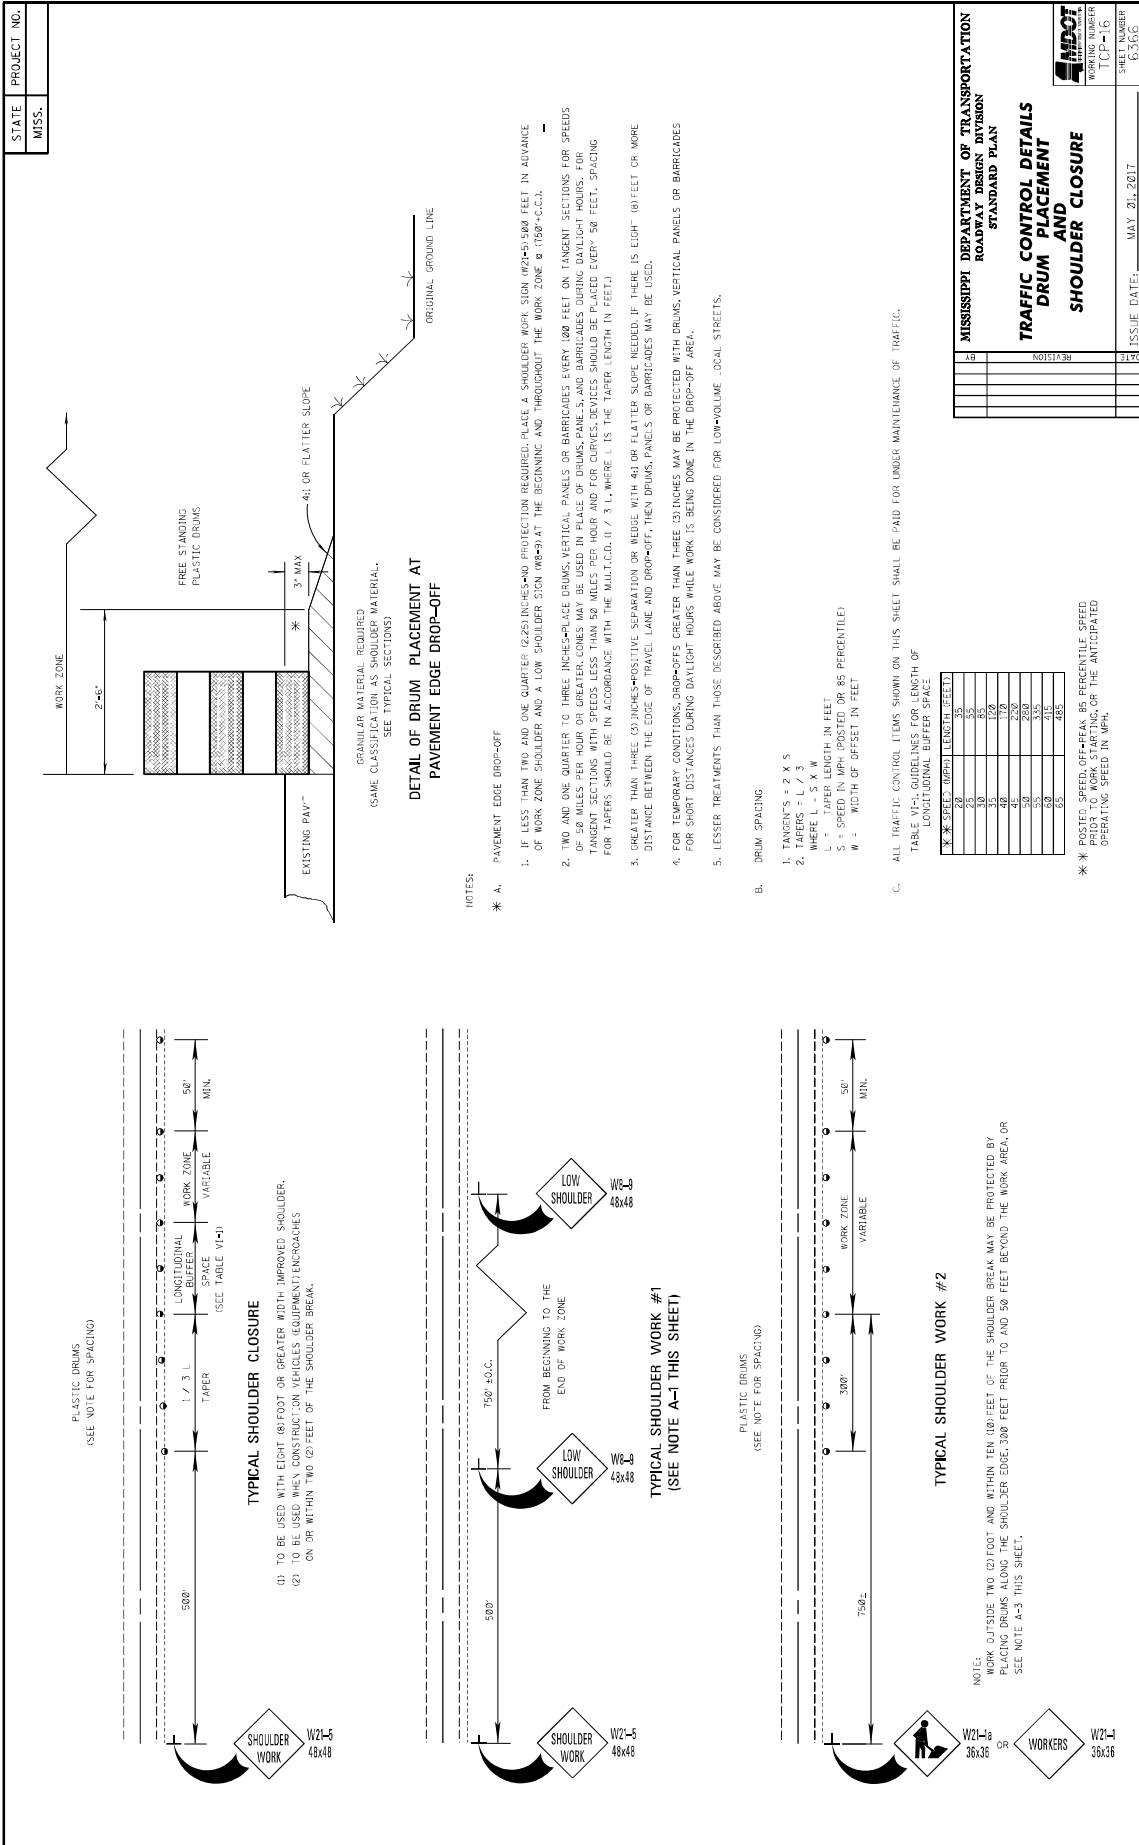 STATE
PROJECT NO.
MISS.
PLASTIC DRUMS
(SEE NOTE FOR SPACING)
500'
1 / 3 L
TAPER
LONGITUDINAL
BUFFER
SPACE
(SEE TABLE VI-1)
WORK ZONE
VARIABLE
50'
MIN.
SHOULDER
WORK
W21-5
48x48
TYPICAL SHOULDER CLOSURE
(1) TO BE USED WITH EIGHT (8) FOOT OR GREATER WIDTH IMPROVED SHOULDER.
(2) TO BE USED WHEN CONSTRUCTION VEHICLES (EQUIPMENT) ENCROACHES
ON OR WITHIN TWO (2) FEET OF THE SHOULDER BREAK.
500'
750' ±O.C.
FROM BEGINNING TO THE
END OF WORK ZONE
SHOULDER
WORK
W21-5
48x48
LOW
SHOULDER
W8-9
48x48
LOW
SHOULDER
W8-9
48x48
TYPICAL SHOULDER WORK #1
(SEE NOTE A-1 THIS SHEET)
PLASTIC DRUMS
(SEE NOTE FOR SPACING)
300'
750±
WORK ZONE
VARIABLE
50'
MIN.
W21-1a
36x36
OR
WORKERS
W21-1
36x36
TYPICAL SHOULDER WORK #2
NOTE:
WORK OUTSIDE TWO (2) FOOT AND WITHIN TEN (10) FEET OF THE SHOULDER BREAK MAY BE PROTECTED BY
PLACING DRUMS ALONG THE SHOULDER EDGE, 300 FEET PRIOR TO AND 50 FEET BEYOND THE WORK AREA, OR
SEE NOTE A-3 THIS SHEET.
WORK ZONE
2'-6"
FREE STANDING
PLASTIC DRUMS
* 3" MAX
4:1 OR FLATTER SLOPE
ORIGINAL GROUND LINE
EXISTING PAV'T
GRANULAR MATERIAL REQUIRED
(SAME CLASSIFICATION AS SHOULDER MATERIAL.
SEE TYPICAL SECTIONS)
DETAIL OF DRUM PLACEMENT AT
PAVEMENT EDGE DROP-OFF
NOTES:
* A. PAVEMENT EDGE DROP-OFF
1. IF LESS THAN TWO AND ONE QUARTER (2.25) INCHES-NO PROTECTION REQUIRED. PLACE A SHOULDER WORK SIGN (W21-5) 500 FEET IN ADVANCE
OF WORK ZONE SHOULDER AND A LOW SHOULDER SIGN (W8-9) AT THE BEGINNING AND THROUGHOUT THE WORK ZONE @ (750'+O.C.).
2. TWO AND ONE QUARTER TO THREE INCHES-PLACE DRUMS, VERTICAL PANELS OR BARRICADES EVERY 100 FEET ON TANGENT SECTIONS FOR SPEEDS
OF 50 MILES PER HOUR OR GREATER. CONES MAY BE USED IN PLACE OF DRUMS, PANELS, AND BARRICADES DURING DAYLIGHT HOURS. FOR
TANGENT SECTIONS WITH SPEEDS LESS THAN 50 MILES PER HOUR AND FOR CURVES, DEVICES SHOULD BE PLACED EVERY 50 FEET. SPACING
FOR TAPERS SHOULD BE IN ACCORDANCE WITH THE M.U.T.C.D. (1 / 3 L, WHERE L IS THE TAPER LENGTH IN FEET.)
3. GREATER THAN THREE (3) INCHES-POSITIVE SEPARATION OR WEDGE WITH 4:1 OR FLATTER SLOPE NEEDED. IF THERE IS EIGHT (8) FEET OR MORE
DISTANCE BETWEEN THE EDGE OF TRAVEL LANE AND DROP-OFF, THEN DRUMS, PANELS OR BARRICADES MAY BE USED.
4. FOR TEMPORARY CONDITIONS, DROP-OFFS GREATER THAN THREE (3) INCHES MAY BE PROTECTED WITH DRUMS, VERTICAL PANELS OR BARRICADES
FOR SHORT DISTANCES DURING DAYLIGHT HOURS WHILE WORK IS BEING DONE IN THE DROP-OFF AREA.
5. LESSER TREATMENTS THAN THOSE DESCRIBED ABOVE MAY BE CONSIDERED FOR LOW-VOLUME LOCAL STREETS.
B. DRUM SPACING
1. TANGENTS = 2 X S
2. TAPERS = L / 3
WHERE L = S X W
L = TAPER LENGTH IN FEET
S = SPEED IN MPH (POSTED OR 85 PERCENTILE)
W = WIDTH OF OFFSET IN FEET
C. ALL TRAFFIC CONTROL ITEMS SHOWN ON THIS SHEET SHALL BE PAID FOR UNDER MAINTENANCE OF TRAFFIC.
TABLE VI-1. GUIDELINES FOR LENGTH OF
LONGITUDINAL BUFFER SPACE
** SPEED (MPH) LENGTH (FEET)
20 35
25 55
30 85
35 120
40 170
45 220
50 280
55 335
60 415
65 485
** POSTED SPEED, OFF-PEAK 85 PERCENTILE SPEED
PRIOR TO WORK STARTING, OR THE ANTICIPATED
OPERATING SPEED IN MPH.
BY
REVISION
DATE
MISSISSIPPI DEPARTMENT OF TRANSPORTATION
ROADWAY DESIGN DIVISION
STANDARD PLAN
TRAFFIC CONTROL DETAILS
DRUM PLACEMENT
AND
SHOULDER CLOSURE
MDOT
WORKING NUMBER
TCP-16
SHEET NUMBER
6366
ISSUE DATE: MAY 01, 2017